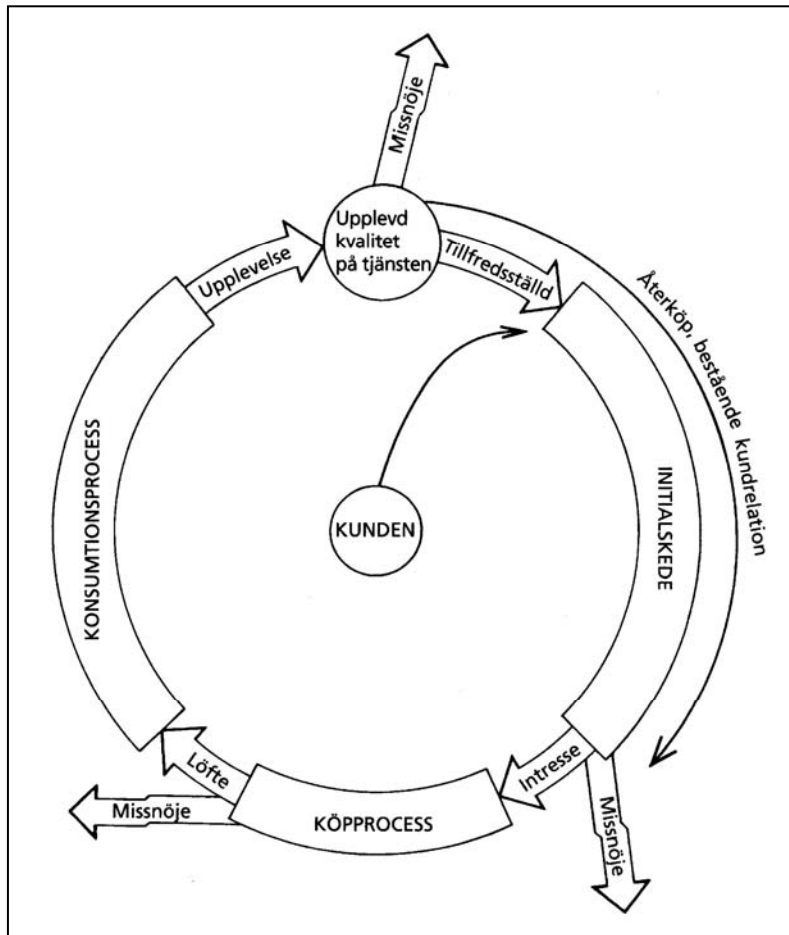 Missnöje
Upplevd
kvalitet
på tjänsten
Upplevelse
Tillfredsställd
Återköp, bestående kundrelation
KONSUMTIONSPROCESS
KUNDEN
INITIALSKEDE
Löfte
Intresse
Missnöje
KÖPPROCESS
Missnöje